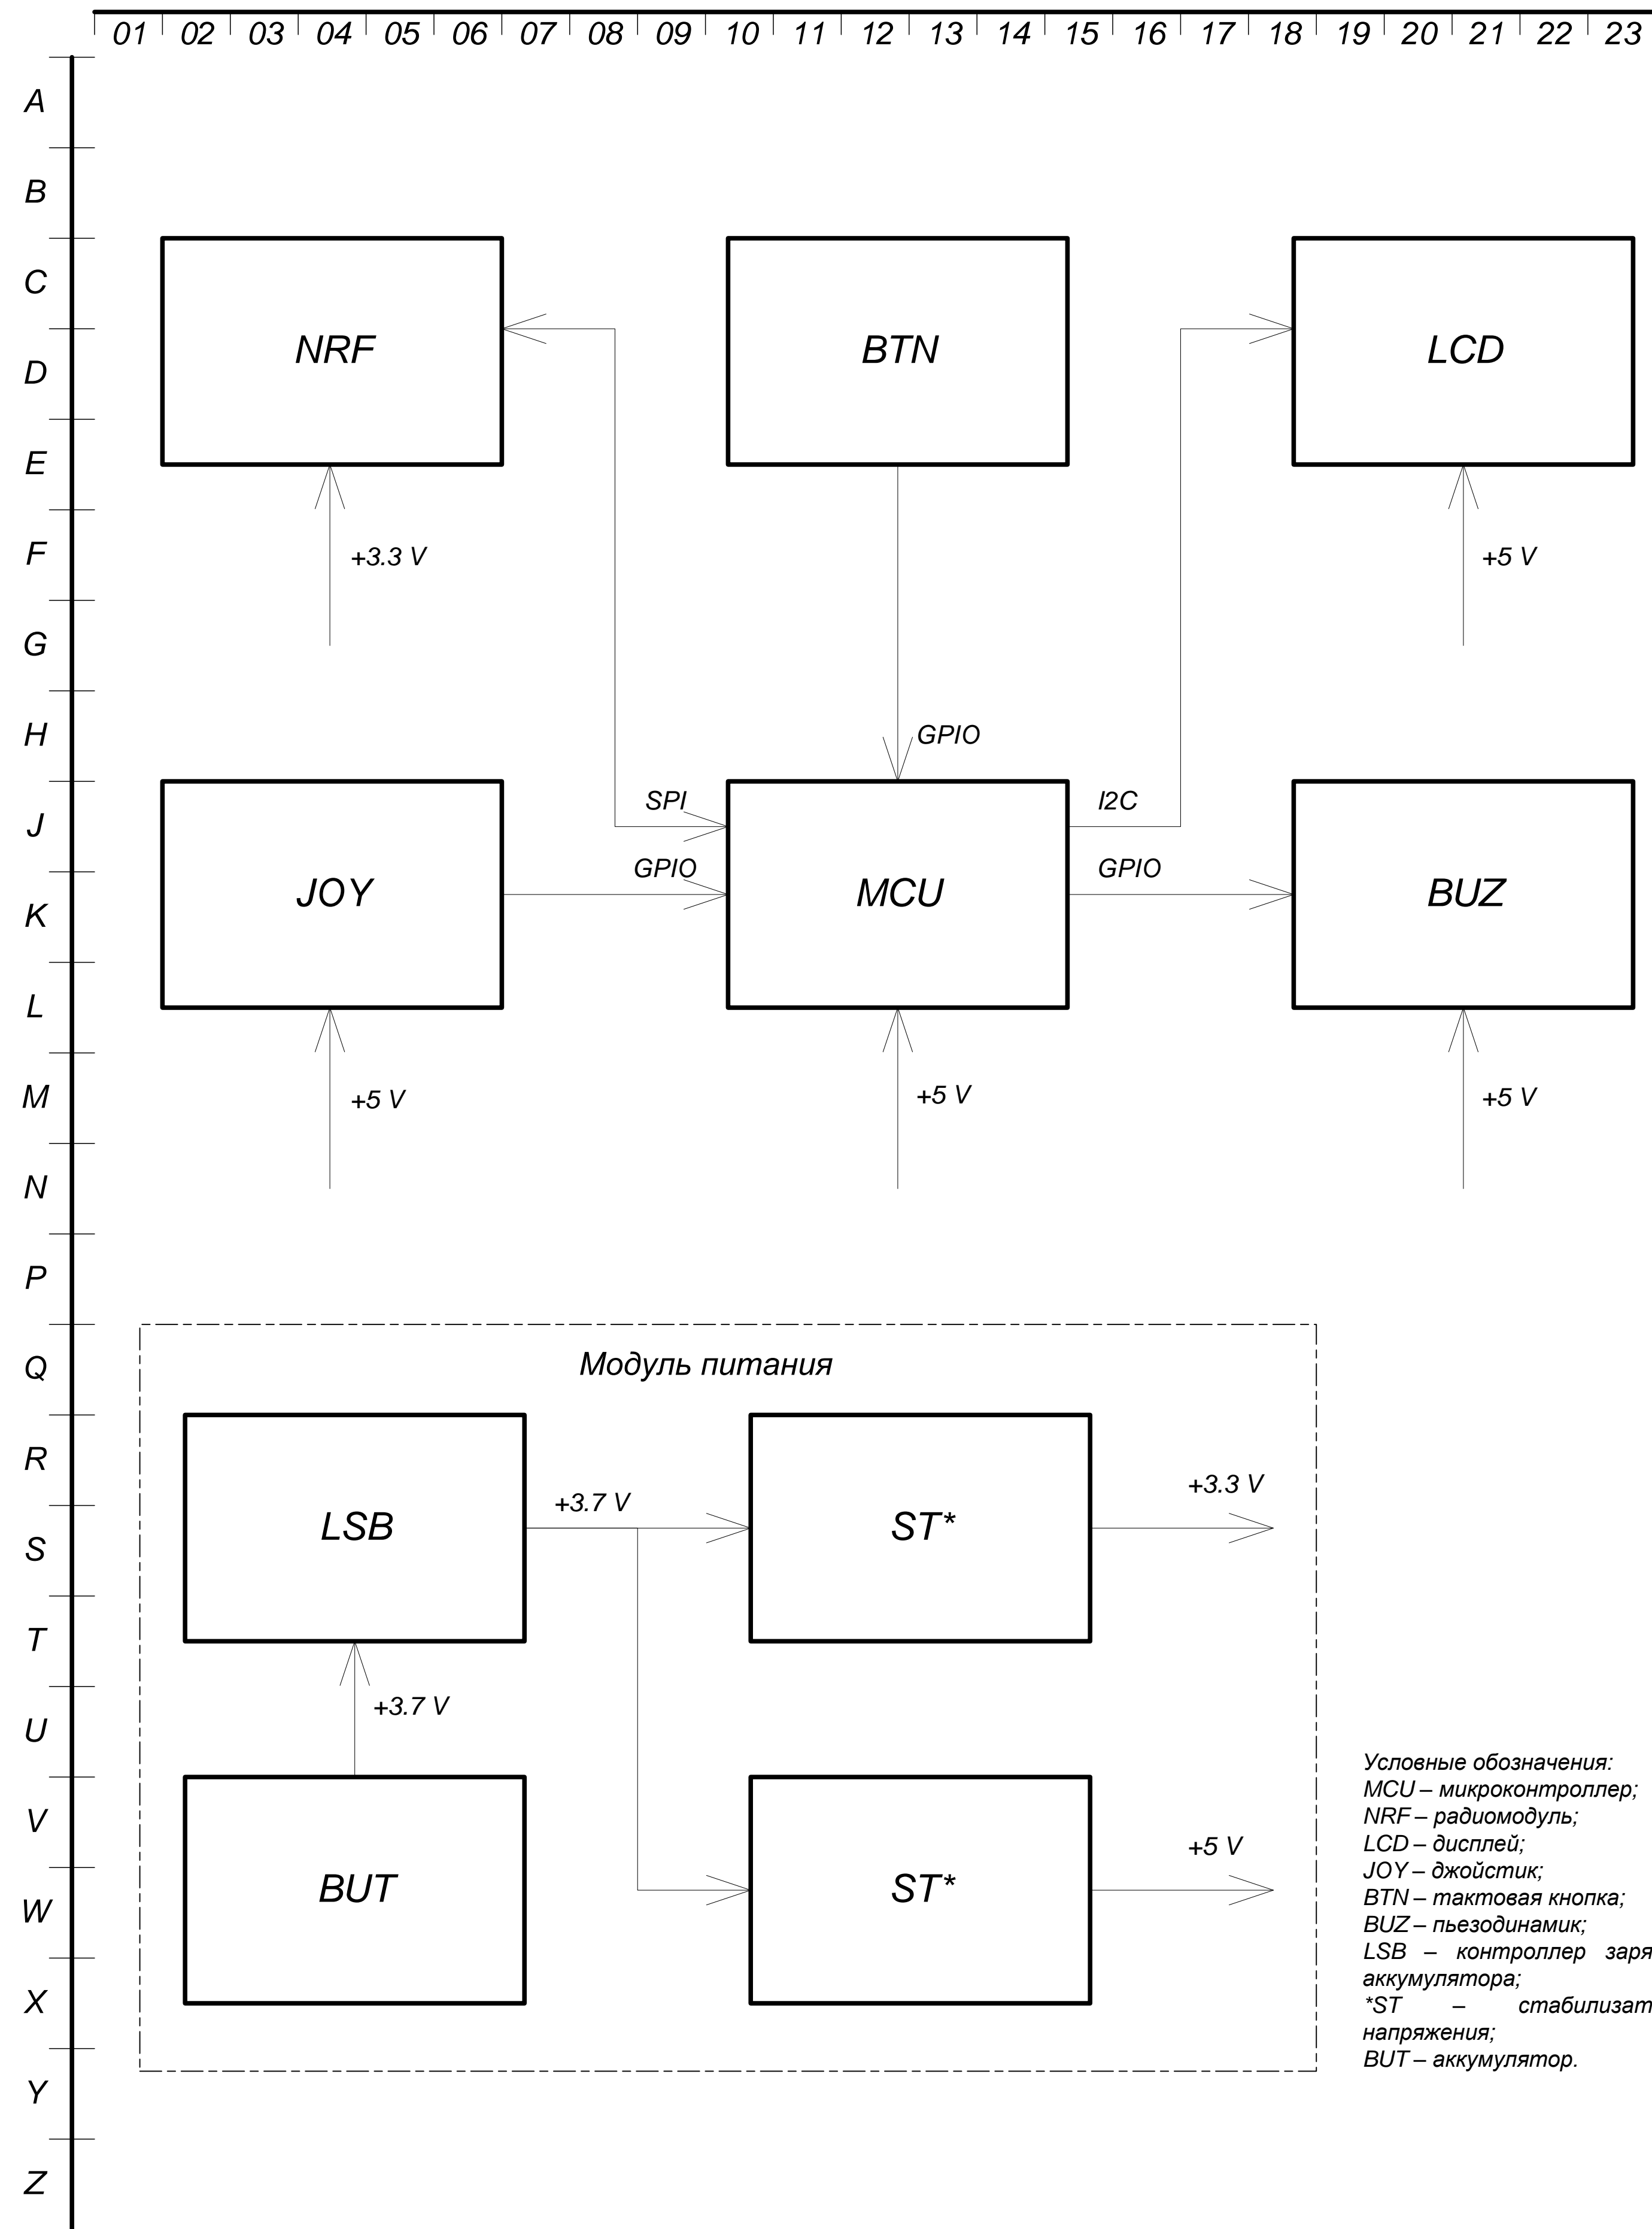 01 02 03 04 05 06 07 08 09 10 11 12 13 14 15 16 17 18 19 20 21 22 23
A
B
C
NRF BTN LCD
D
E
F
+3.3 V +5 V
G
H
GPIO
SPI I2C
J
GPIO GPIO
JOY MCU BUZ
K
L
M
+5 V +5 V +5 V
N
P
Q
Модуль питания
R
+3.3 V
+3.7 V
LSB ST*
S
T
+3.7 V
U
Условные обозначения:
MCU – микроконтроллер;
NRF – радиомодуль;
V
+5 V
LCD – дисплей;
JOY – джойстик;
BUT ST*
BTN – тактовая кнопка;
W
BUZ – пьезодинамик;
LSB – контроллер заря
аккумулятора;
X
*ST – стабилизат
напряжения;
BUT – аккумулятор.
Y
Z